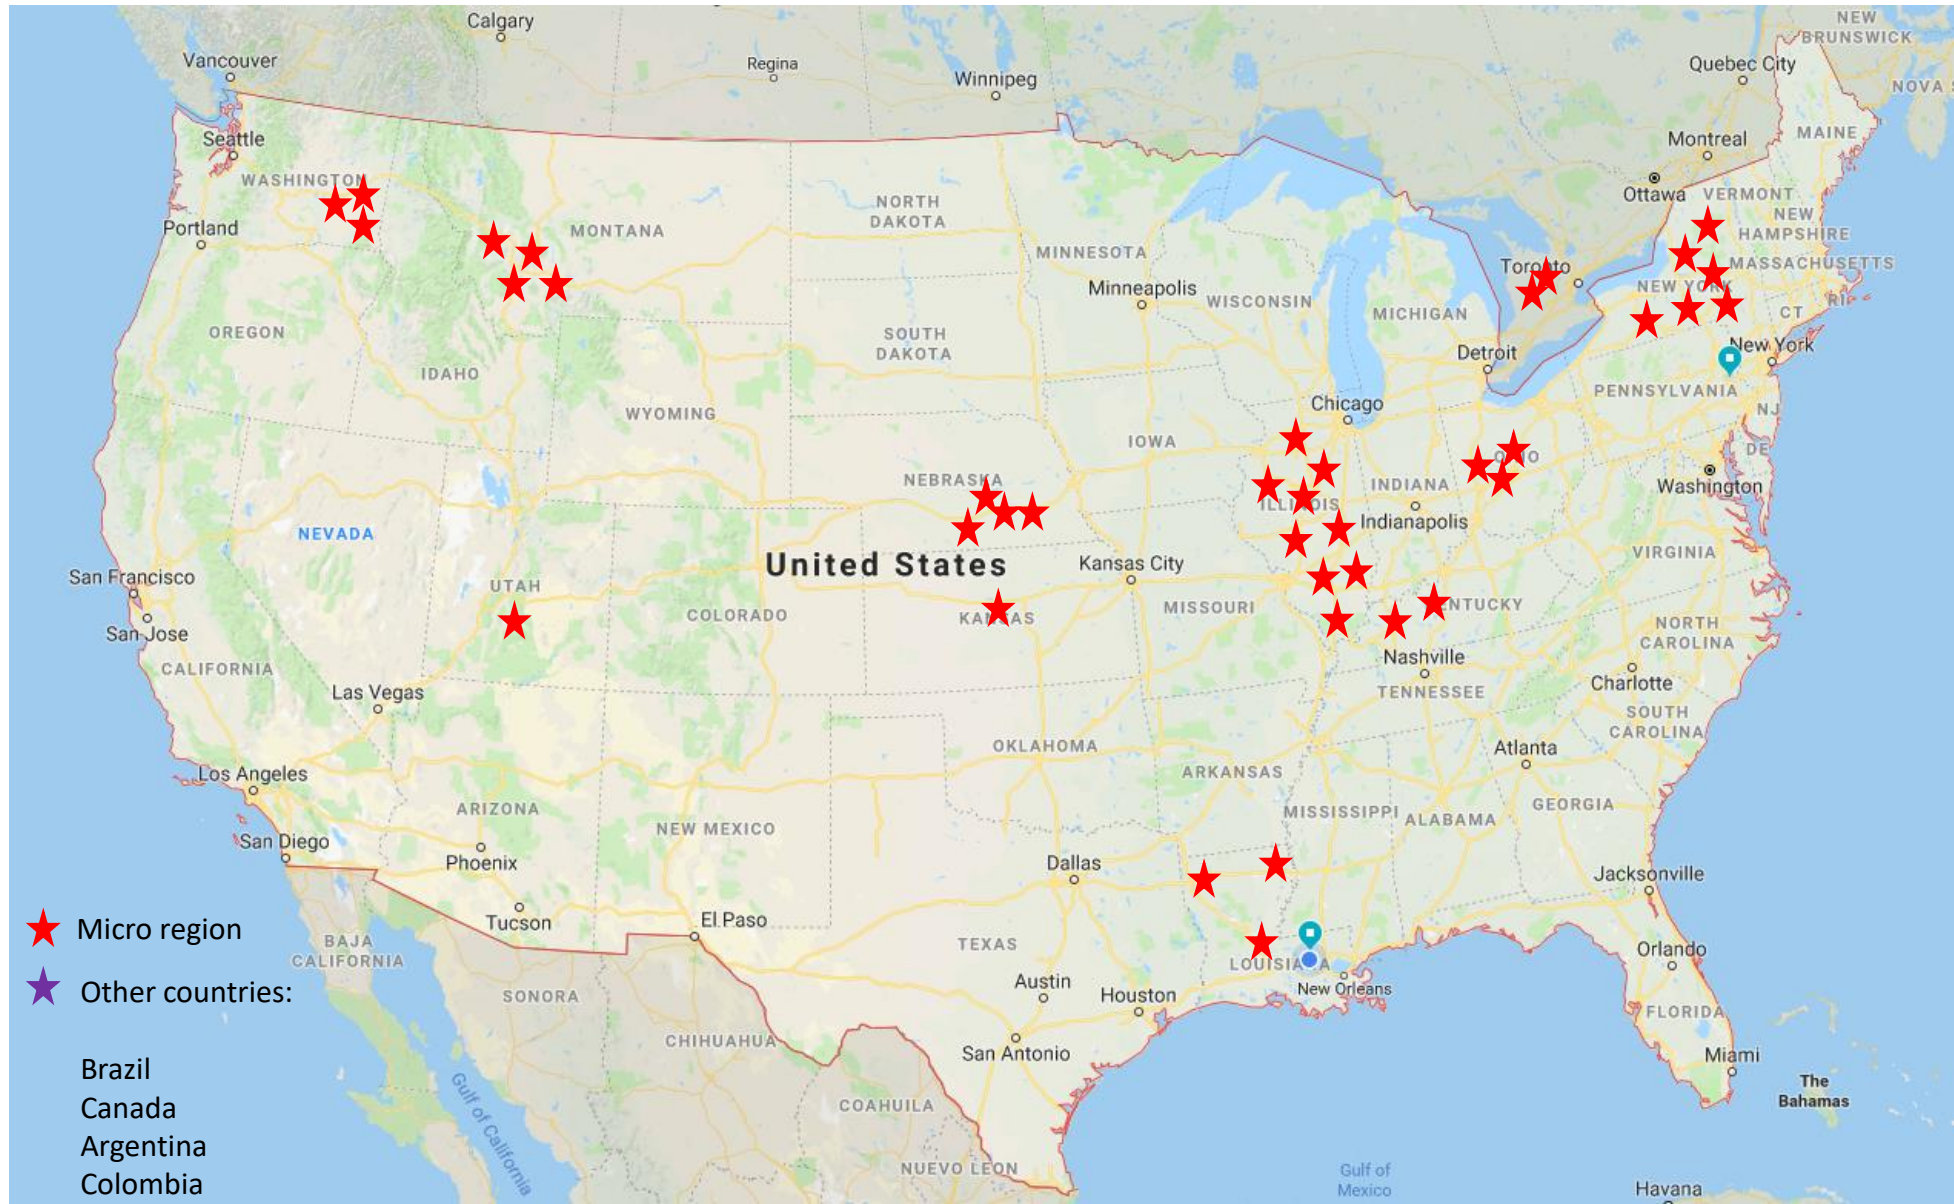 NEW
BRUNSWICK
Calgary
Vancouver
Regina
Winnipeg
Quebec City
Seattle
Montreal
MAINE
WASHINGTON
Ottawa
VERMONT
NORTH
DAKOTA
NEW
HAMPSHIRE
Portland
MONTANA
MINNESOTA
Toronto
MASSACHUSETTS
Minneapolis
WISCONSIN
NEW YORK
RI
CT
MICHIGAN
OREGON
SOUTH
DAKOTA
Detroit
New York
IDAHO
PENNSYLVANIA
WYOMING
Chicago
NJ
IOWA
DE
NEBRASKA
INDIANA
Washington
ILLINOIS
Indianapolis
NEVADA
VIRGINIA
United States
Kansas City
San Francisco
UTAH
COLORADO
KANSAS
MISSOURI
San Jose
NORTH
CAROLINA
CALIFORNIA
Nashville
Las Vegas
TENNESSEE
Charlotte
SOUTH
CAROLINA
OKLAHOMA
Atlanta
Los Angeles
ARKANSAS
ARIZONA
NEW MEXICO
MISSISSIPPI
ALABAMA
GEORGIA
San Diego
Phoenix
Dallas
Jacksonville
Tucson
El Paso
Micro region
BAJA
CALIFORNIA
TEXAS
LOUISIANA
Orlando
Other countries:
SONORA
Austin
Houston
New Orleans
FLORIDA
CHIHUAHUA
San Antonio
Miami
Brazil
Gulf of California
The
Bahamas
Canada
COAHUILA
Argentina
NUEVO LEON
Gulf of
Mexico
Colombia
Havana